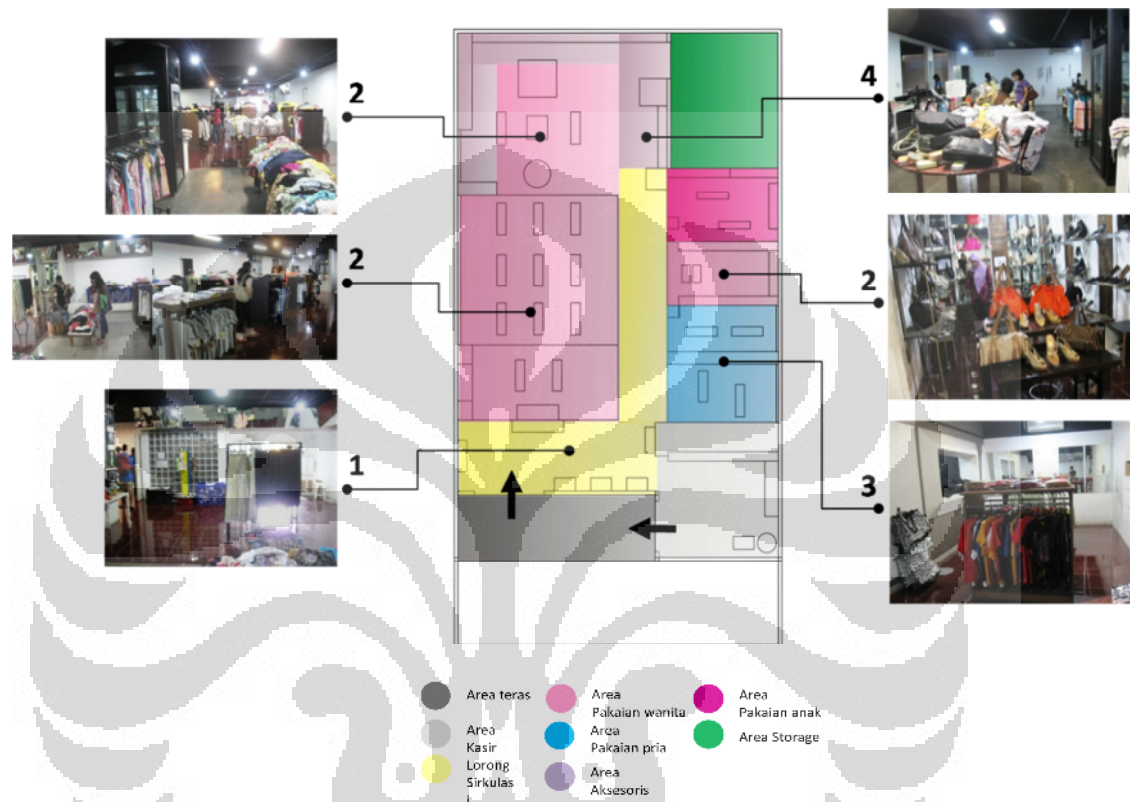 2
4
2
2
1
3
Area teras
Area
Kasir
Lorong
Sirkulas
i
Area
Pakaian wanita
Area
Pakaian pria
Area
Aksesoris
Area
Pakaian anak
Area Storage